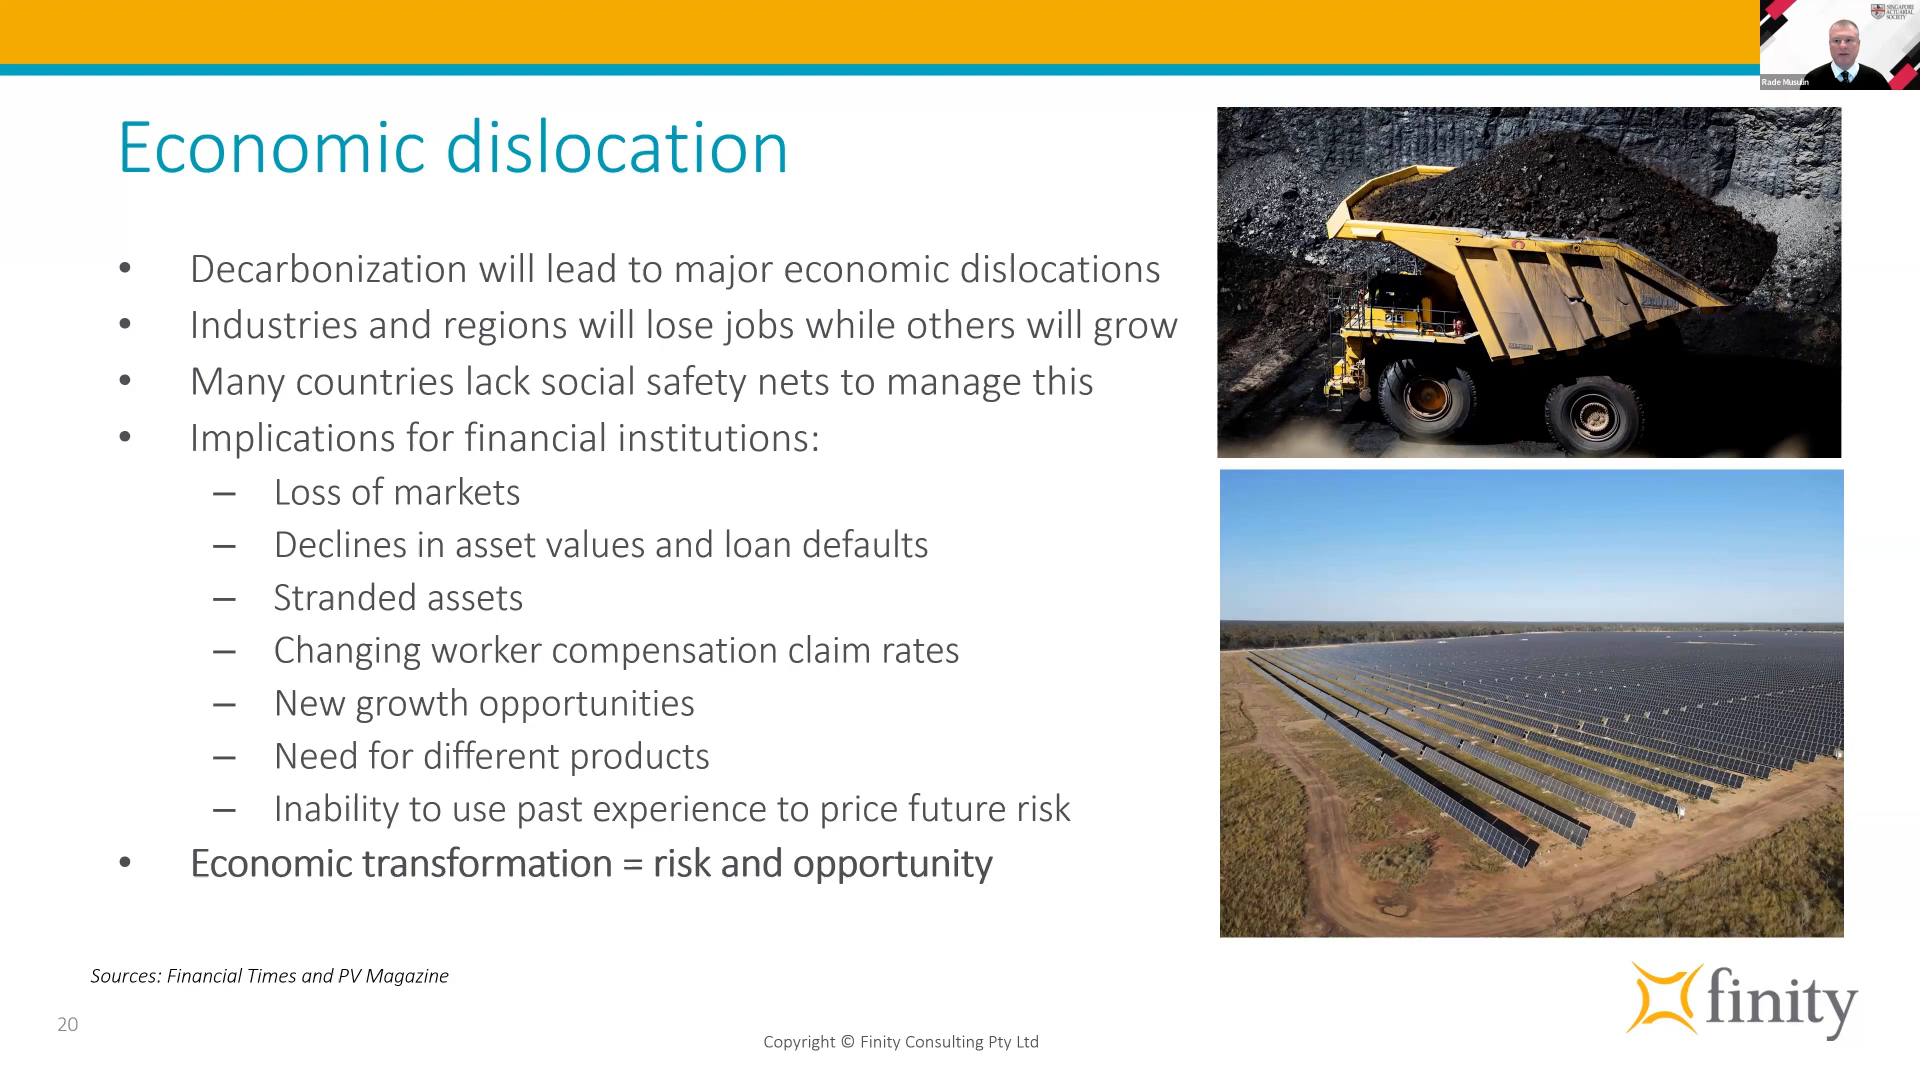 SINGAPORE
ACTUARIAL
SOCIETY
Rade Musulin
Economic dislocation
• Decarbonization will lead to major economic dislocations
• Industries and regions will lose jobs while others will grow
• Many countries lack social safety nets to manage this
• Implications for financial institutions:
– Loss of markets
– Declines in asset values and loan defaults
– Stranded assets
– Changing worker compensation claim rates
– New growth opportunities
– Need for different products
– Inability to use past experience to price future risk
• Economic transformation = risk and opportunity
Sources: Financial Times and PV Magazine
20
Copyright © Finity Consulting Pty Ltd
finity